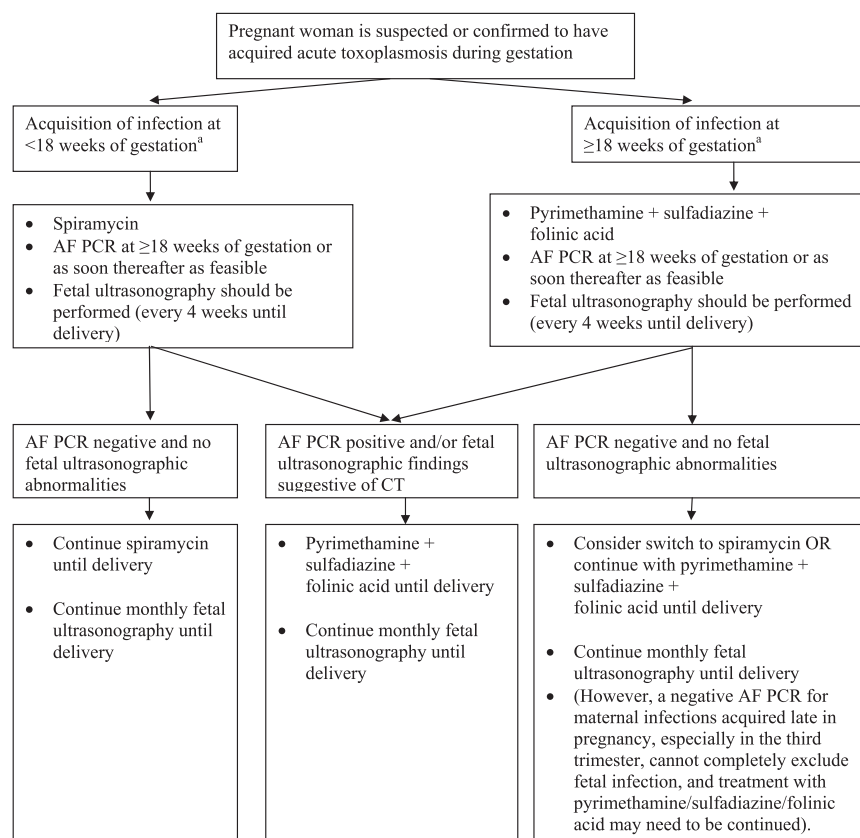 Pregnant woman is suspected or confirmed to have
acquired acute toxoplasmosis during gestation
Acquisition of infection at
<18 weeks of gestationᵃ
Acquisition of infection at
≥18 weeks of gestationᵃ
• Spiramycin
• AF PCR at ≥18 weeks of gestation or
as soon thereafter as feasible
• Fetal ultrasonography should be
performed (every 4 weeks until
delivery)
• Pyrimethamine + sulfadiazine +
folinic acid
• AF PCR at ≥18 weeks of gestation or as
soon thereafter as feasible
• Fetal ultrasonography should be performed
(every 4 weeks until delivery)
AF PCR negative and no
fetal ultrasonographic
abnormalities
AF PCR positive and/or fetal
ultrasonographic findings
suggestive of CT
AF PCR negative and no fetal
ultrasonographic abnormalities
• Continue spiramycin
until delivery
• Continue monthly fetal
ultrasonography until
delivery
• Pyrimethamine +
sulfadiazine +
folinic acid until delivery
• Continue monthly fetal
ultrasonography until
delivery
• Consider switch to spiramycin OR
continue with pyrimethamine +
sulfadiazine +
folinic acid until delivery
• Continue monthly fetal
ultrasonography until delivery
• (However, a negative AF PCR for
maternal infections acquired late in
pregnancy, especially in the third
trimester, cannot completely exclude
fetal infection, and treatment with
pyrimethamine/sulfadiazine/folinic
acid may need to be continued).